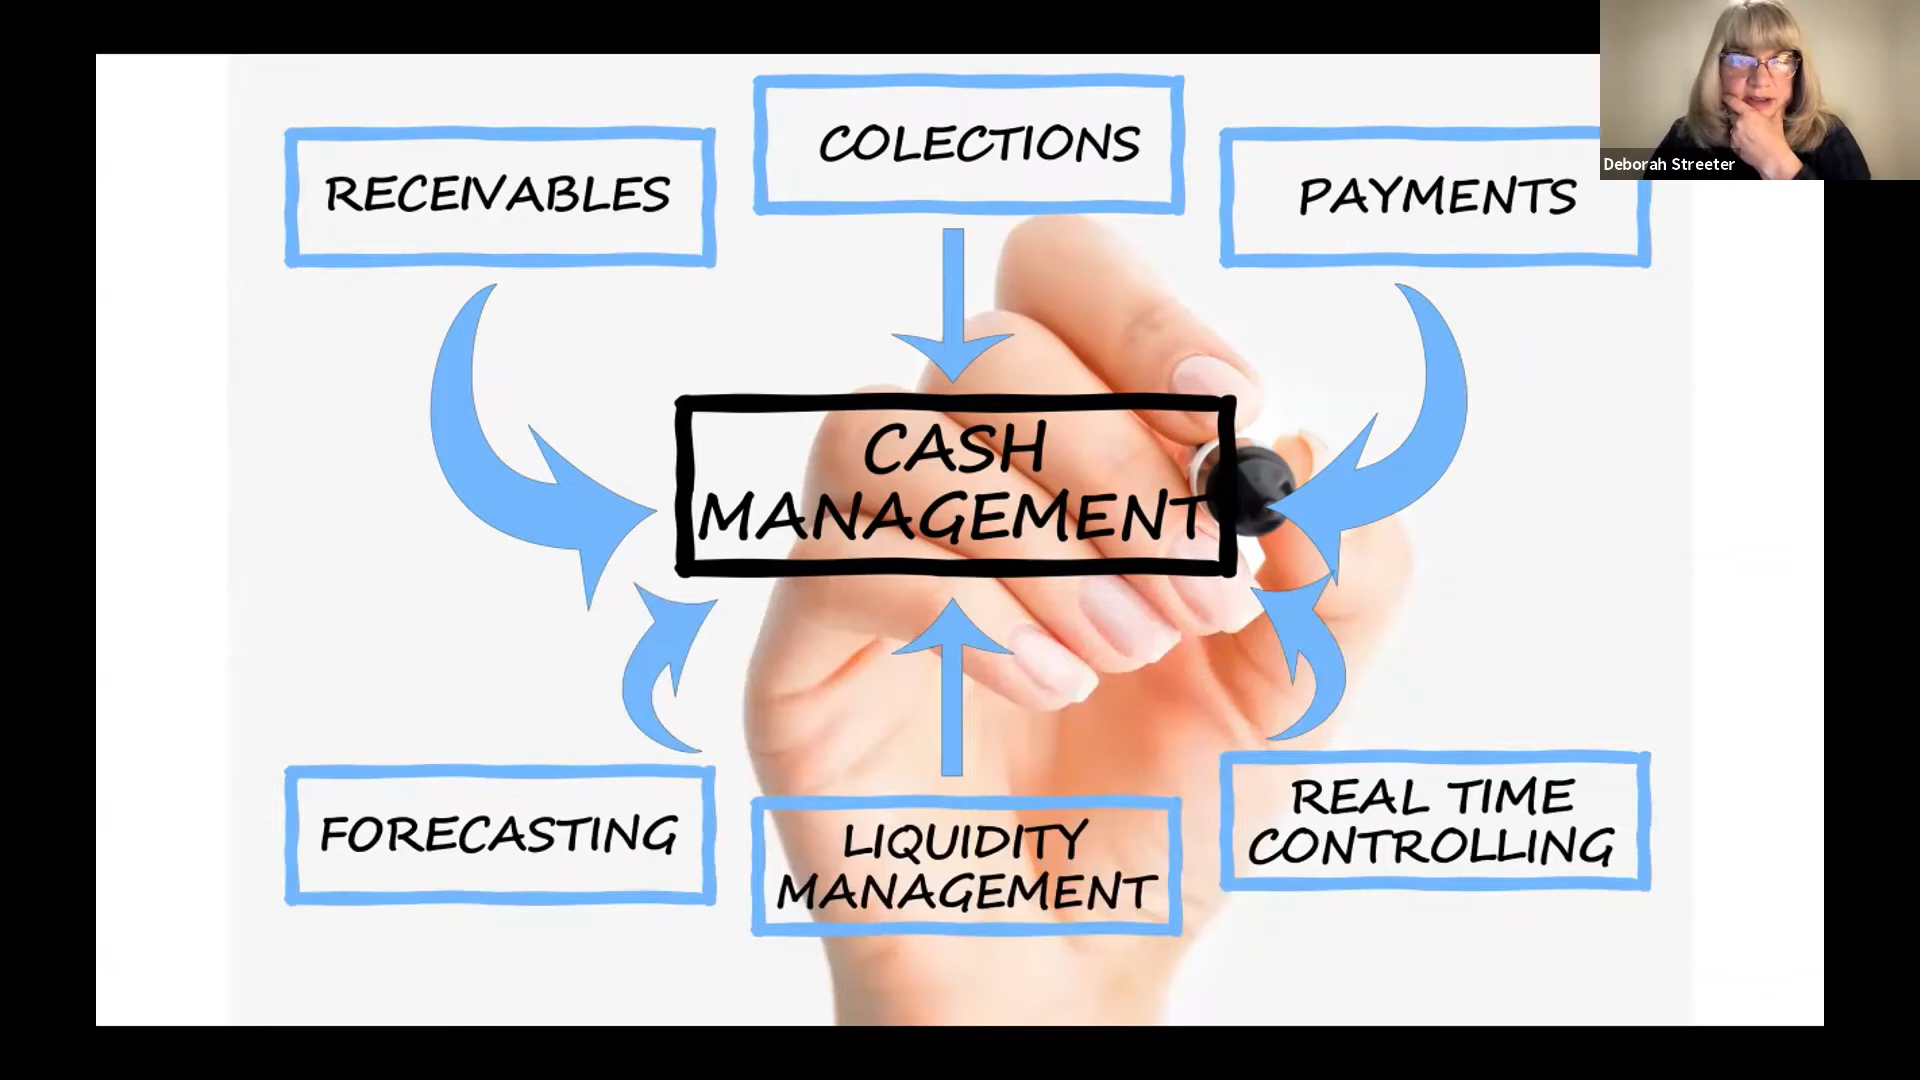 COLECTIONS
RECEIVABLES
PAYMENTS
Deborah Streeter
CASH
MANAGEMENT
FORECASTING
LIQUIDITY
MANAGEMENT
REAL TIME
CONTROLLING